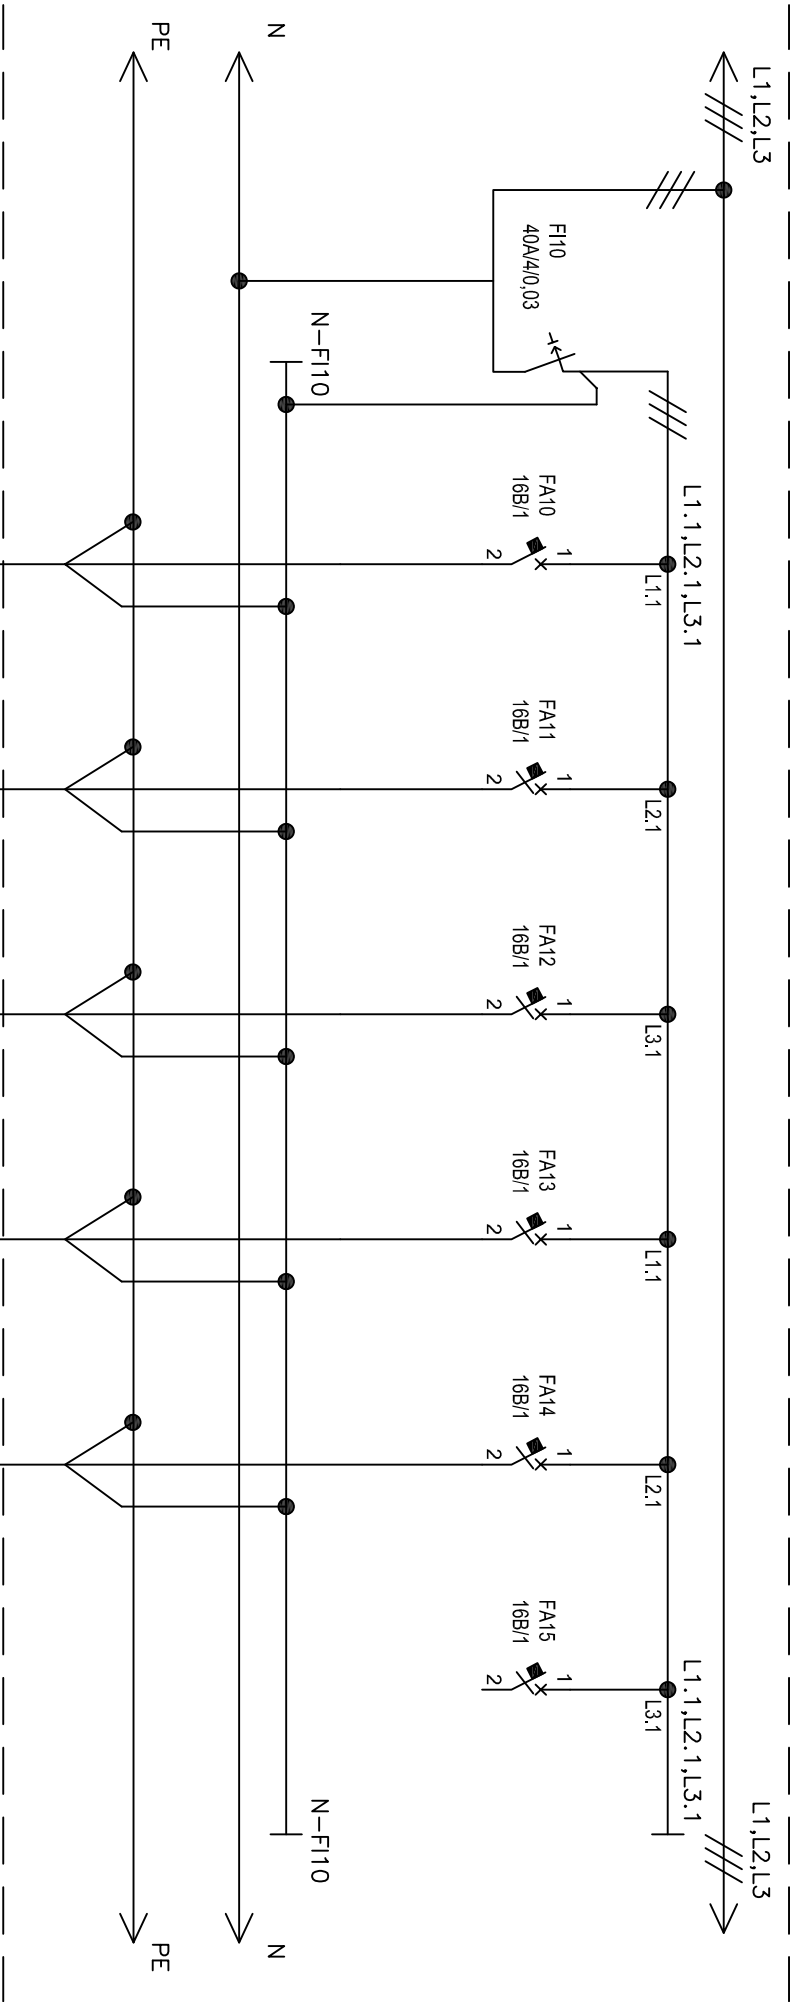 L1,L2,L3
L1,L2,L3
L1.1,L2.1,L3.1
L1.1,L2.1,L3.1
L1.1
L2.1
L3.1
L1.1
L2.1
L3.1
FI10
40A/4/0,03
FA10
16B/1
1
2
FA11
16B/1
1
2
FA12
16B/1
1
2
FA13
16B/1
1
2
FA14
16B/1
1
2
FA15
16B/1
1
2
N-FI10
N-FI10
N
N
PE
PE